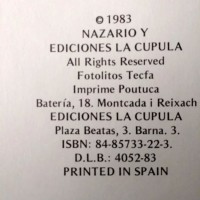 © 1983
NAZARIO Y
EDICIONES LA CUPULA
All Rights Reserved
Fotolitos Tecfa
Imprime Poutuca
Batería, 18. Montcada i Reixach
EDICIONES LA CUPULA
Plaza Beatas, 3. Barna. 3.
ISBN: 84-85733-22-3.
D.L.B.: 4052-83
PRINTED IN SPAIN